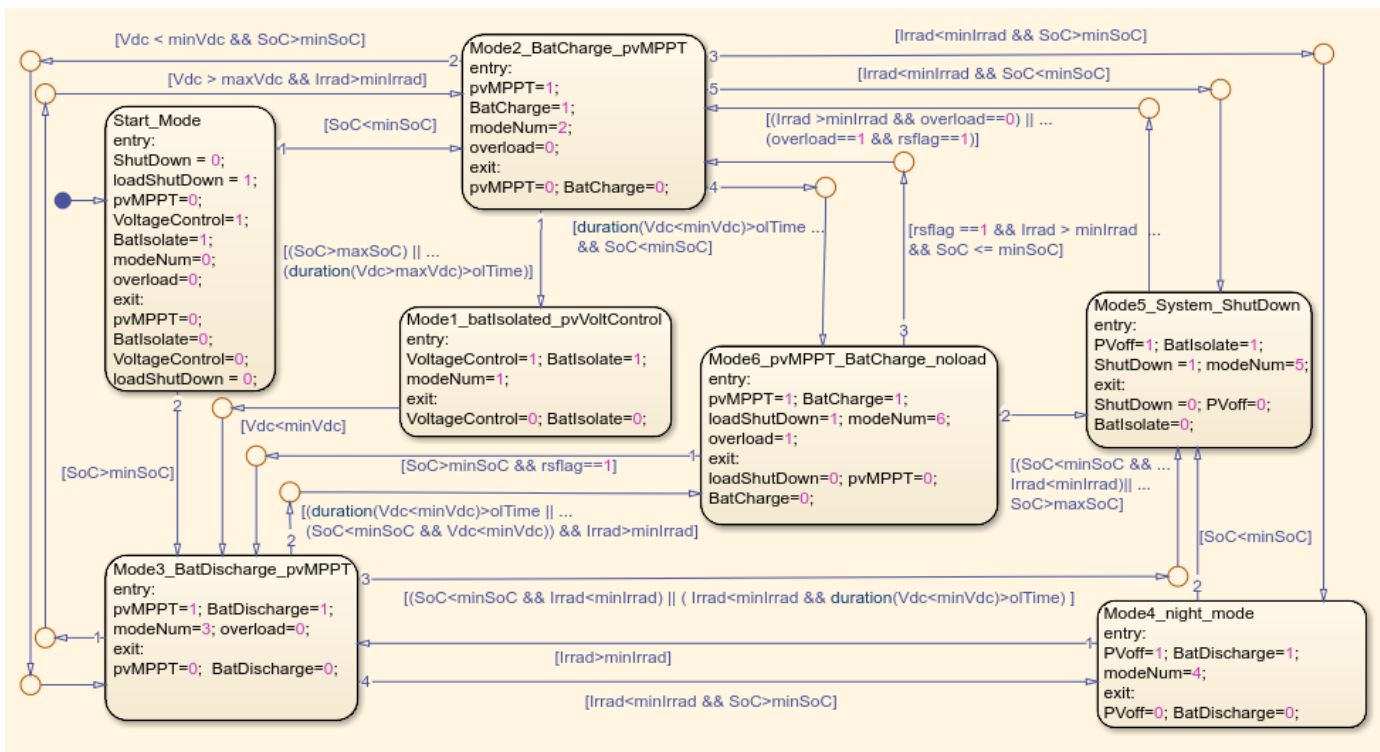 [Vdc < minVdc && SoC>minSoC]
2
[Vdc > maxVdc && Irrad>minIrrad]
Start_Mode
entry:
ShutDown = 0;
loadShutDown = 1;
pvMPPT=0;
VoltageControl=1;
BatIsolate=1;
modeNum=0;
overload=0;
exit:
pvMPPT=0;
BatIsolate=0;
VoltageControl=0;
loadShutDown = 0;
1
[SoC<minSoC]
2
[SoC>minSoC]
Mode2_BatCharge_pvMPPT
entry:
pvMPPT=1;
BatCharge=1;
modeNum=2;
overload=0;
exit:
pvMPPT=0; BatCharge=0;
3
[Irrad<minIrrad && SoC>minSoC]
5
[Irrad<minIrrad && SoC<minSoC]
[(Irrad >minIrrad && overload==0) || ...
(overload==1 && rsflag==1)]
4
[duration(Vdc<minVdc)>olTime ...
&& SoC<minSoC]
[rsflag ==1 && Irrad > minIrrad ...
&& SoC <= minSoC]
1
[(SoC>maxSoC) || ...
(duration(Vdc>maxVdc)>olTime)]
Mode1_batIsolated_pvVoltControl
entry:
VoltageControl=1; BatIsolate=1;
modeNum=1;
exit:
VoltageControl=0; BatIsolate=0;
[Vdc<minVdc]
3
Mode6_pvMPPT_BatCharge_noload
entry:
pvMPPT=1; BatCharge=1;
loadShutDown=1; modeNum=6;
overload=1;
exit:
loadShutDown=0; pvMPPT=0;
BatCharge=0;
2
1
[SoC>minSoC && rsflag==1]
Mode5_System_ShutDown
entry:
PVoff=1; BatIsolate=1;
ShutDown =1; modeNum=5;
exit:
ShutDown =0; PVoff=0;
BatIsolate=0;
[(SoC<minSoC && ...
Irrad<minIrrad)|| ...
SoC>maxSoC]
[(duration(Vdc<minVdc)>olTime || ...
(SoC<minSoC && Vdc<minVdc)) && Irrad>minIrrad]
2
[SoC<minSoC]
2
Mode3_BatDischarge_pvMPPT
entry:
pvMPPT=1; BatDischarge=1;
modeNum=3; overload=0;
exit:
pvMPPT=0; BatDischarge=0;
1
3
[(SoC<minSoC && Irrad<minIrrad) || ( Irrad<minIrrad && duration(Vdc<minVdc)>olTime) ]
1
[Irrad>minIrrad]
4
[Irrad<minIrrad && SoC>minSoC]
Mode4_night_mode
entry:
PVoff=1; BatDischarge=1;
modeNum=4;
exit:
PVoff=0; BatDischarge=0;